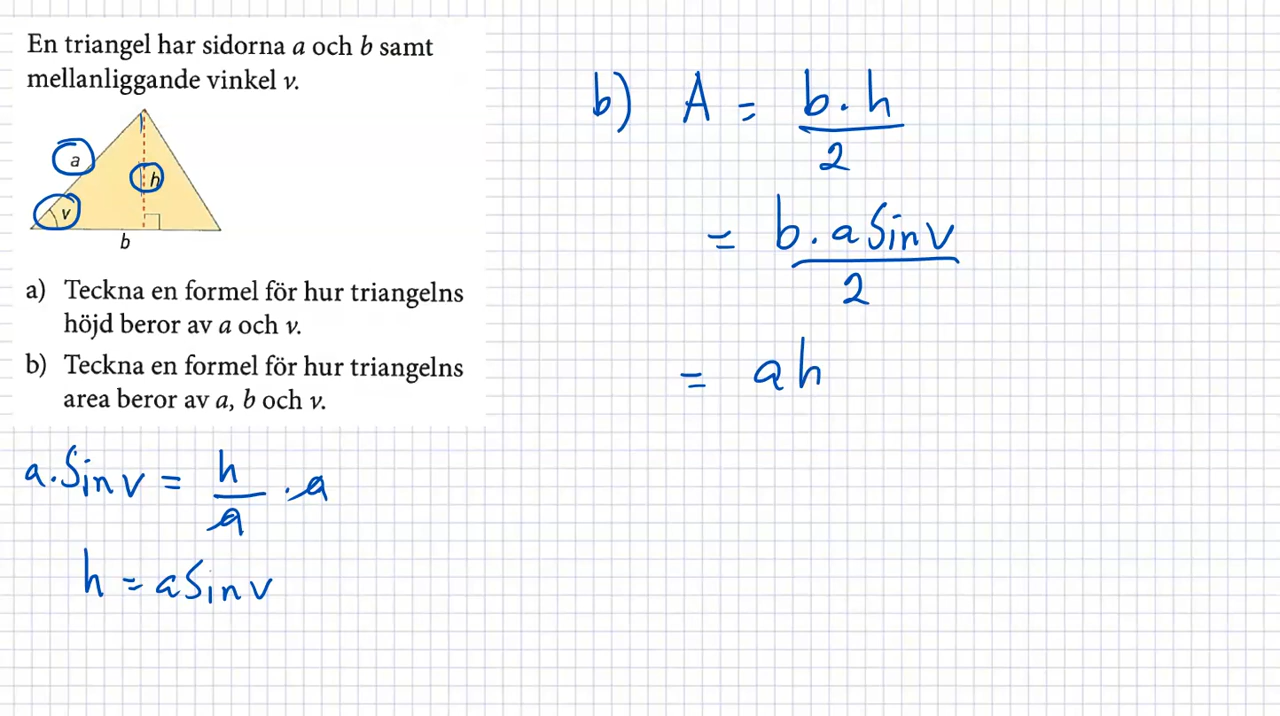 En triangel har sidorna a och b samt
mellanliggande vinkel v.
a
h
v
b
a) Teckna en formel för hur triangelns
höjd beror av a och v.
b) Teckna en formel för hur triangelns
area beror av a, b och v.
a · Sin v = h/a · a
h = a Sin v
b) A = b · h / 2
= b · a Sin v / 2
= ah